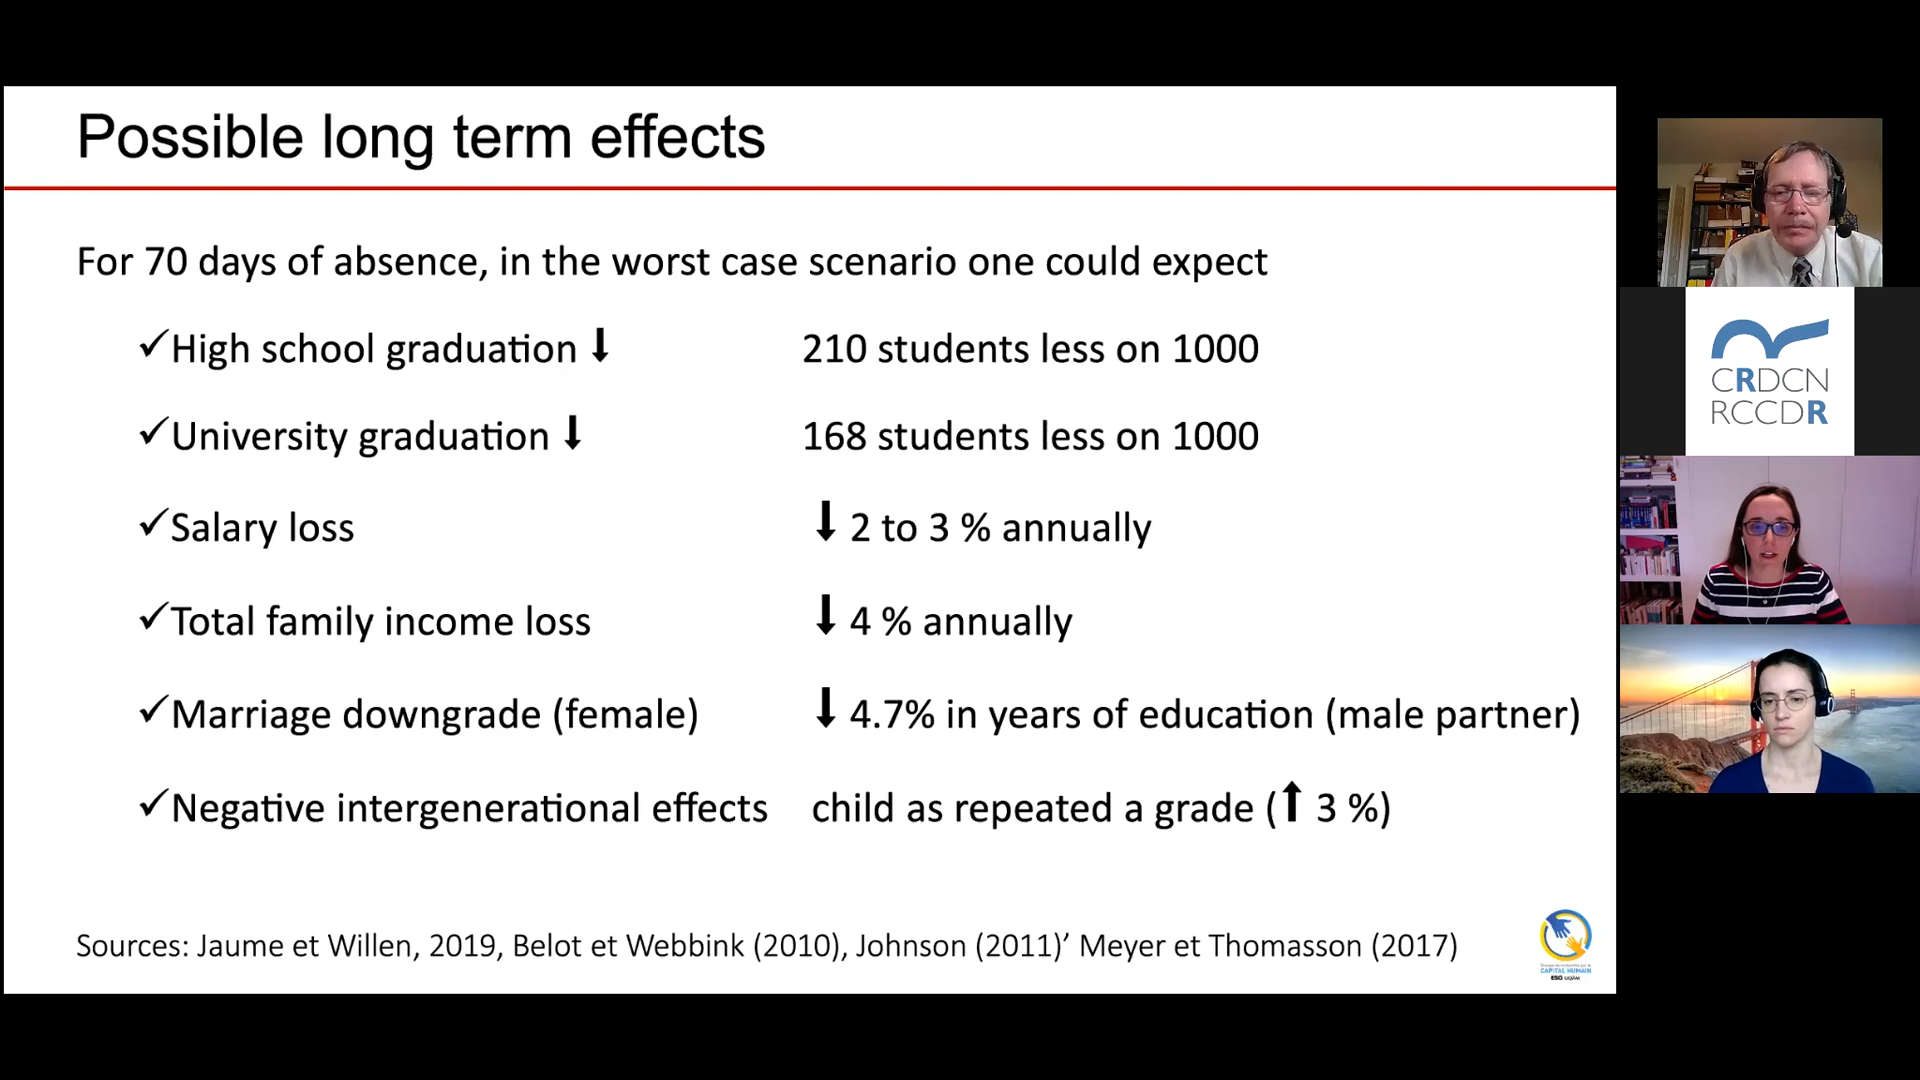 Possible long term effects
For 70 days of absence, in the worst case scenario one could expect
✓High school graduation ⬇ 210 students less on 1000
✓University graduation ⬇ 168 students less on 1000
✓Salary loss ⬇ 2 to 3 % annually
✓Total family income loss ⬇ 4 % annually
✓Marriage downgrade (female) ⬇ 4.7% in years of education (male partner)
✓Negative intergenerational effects child as repeated a grade (⬆ 3 %)
Sources: Jaume et Willen, 2019, Belot et Webbink (2010), Johnson (2011)’ Meyer et Thomasson (2017)
CAPITAL HUMAIN
ESG UQÀM
CRDCN
RCCDR